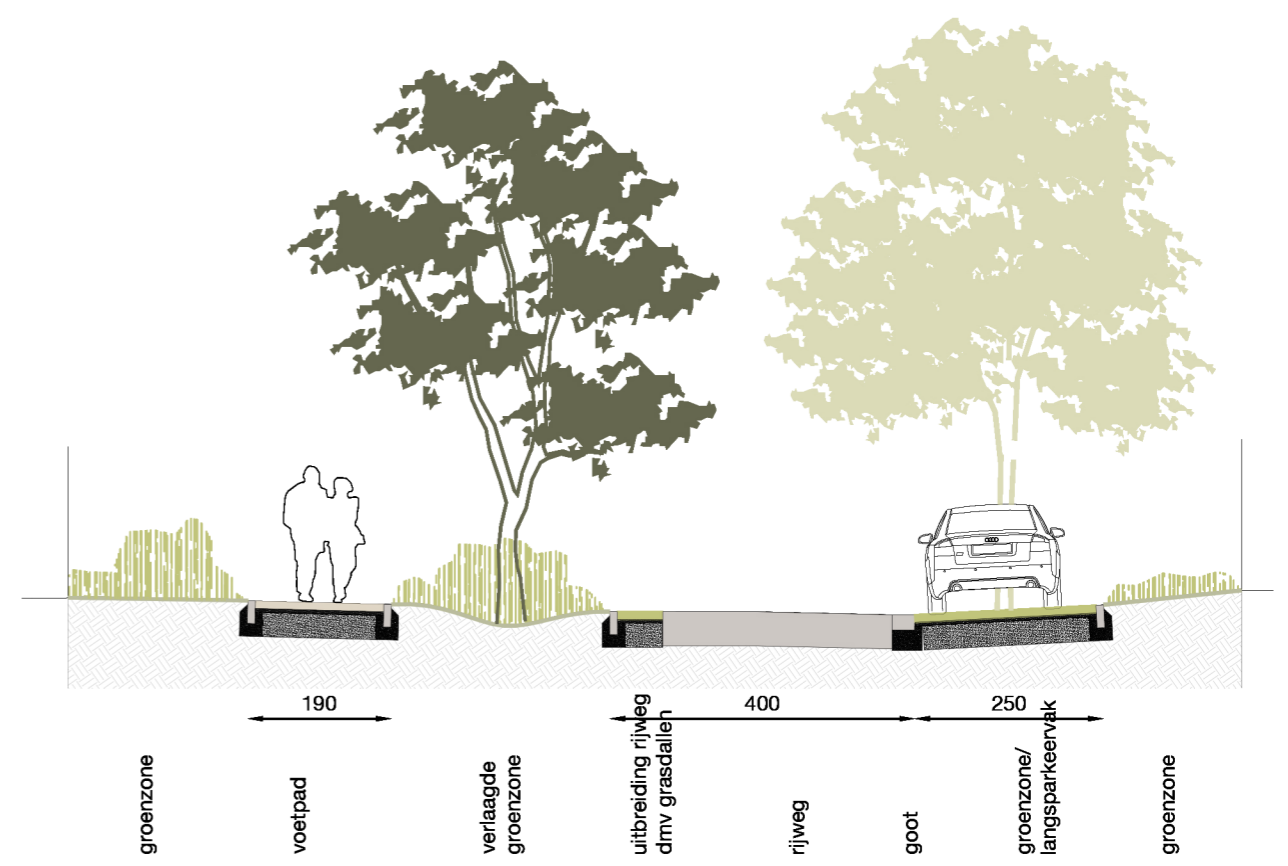 190
400
250
groenzone
voetpad
verlaagde
groenzone
uitbreiding rijweg
dmv grasdallen
rijweg
goot
groenzone/
langsparkeervak
groenzone